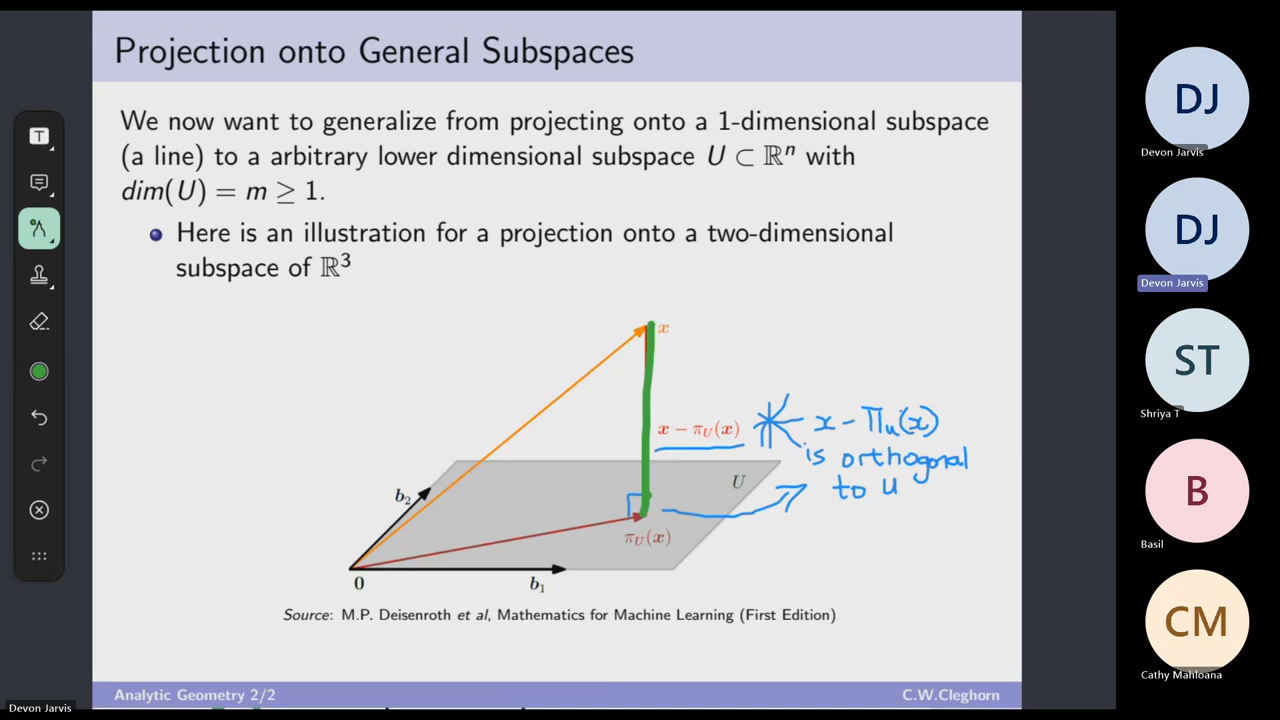 Projection onto General Subspaces
We now want to generalize from projecting onto a 1-dimensional subspace
(a line) to a arbitrary lower dimensional subspace U ⊂ ℝⁿ with
dim(U) = m ≥ 1.
Here is an illustration for a projection onto a two-dimensional
subspace of ℝ³
x
x − π_U(x)
x − π_u(x)
is orthogonal
to u
U
b₂
π_U(x)
0
b₁
Source: M.P. Deisenroth et al, Mathematics for Machine Learning (First Edition)
Analytic Geometry 2/2
C.W.Cleghorn
Devon Jarvis
T
DJ
Devon Jarvis
DJ
Devon Jarvis
ST
Shriya T
B
Basil
CM
Cathy Mahloana